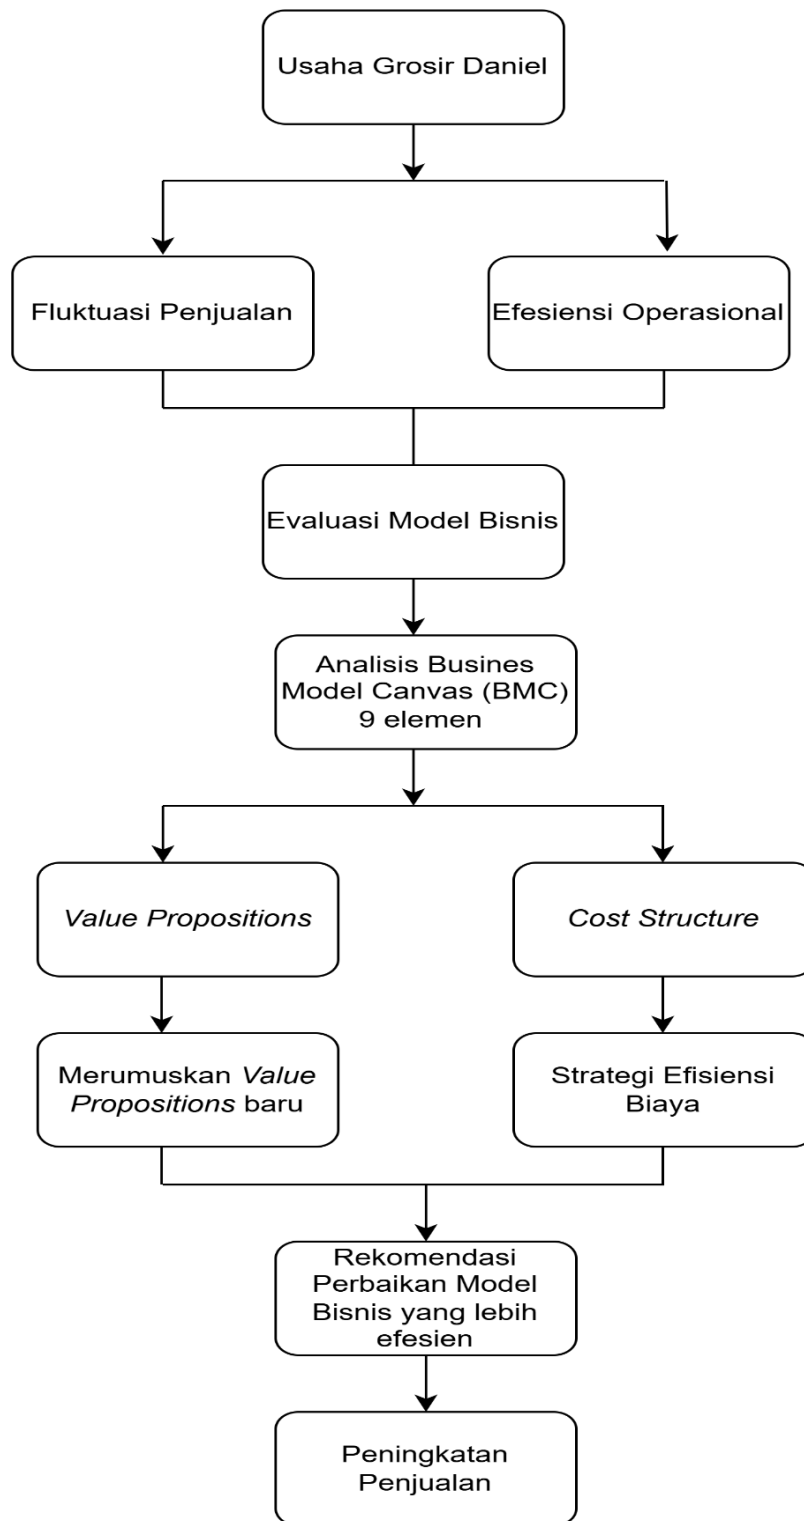 Usaha Grosir Daniel
Fluktuasi Penjualan
Efesiensi Operasional
Evaluasi Model Bisnis
Analisis Busines
Model Canvas (BMC)
9 elemen
Value Propositions
Cost Structure
Merumuskan Value
Propositions baru
Strategi Efisiensi
Biaya
Rekomendasi
Perbaikan Model
Bisnis yang lebih
efesien
Peningkatan
Penjualan